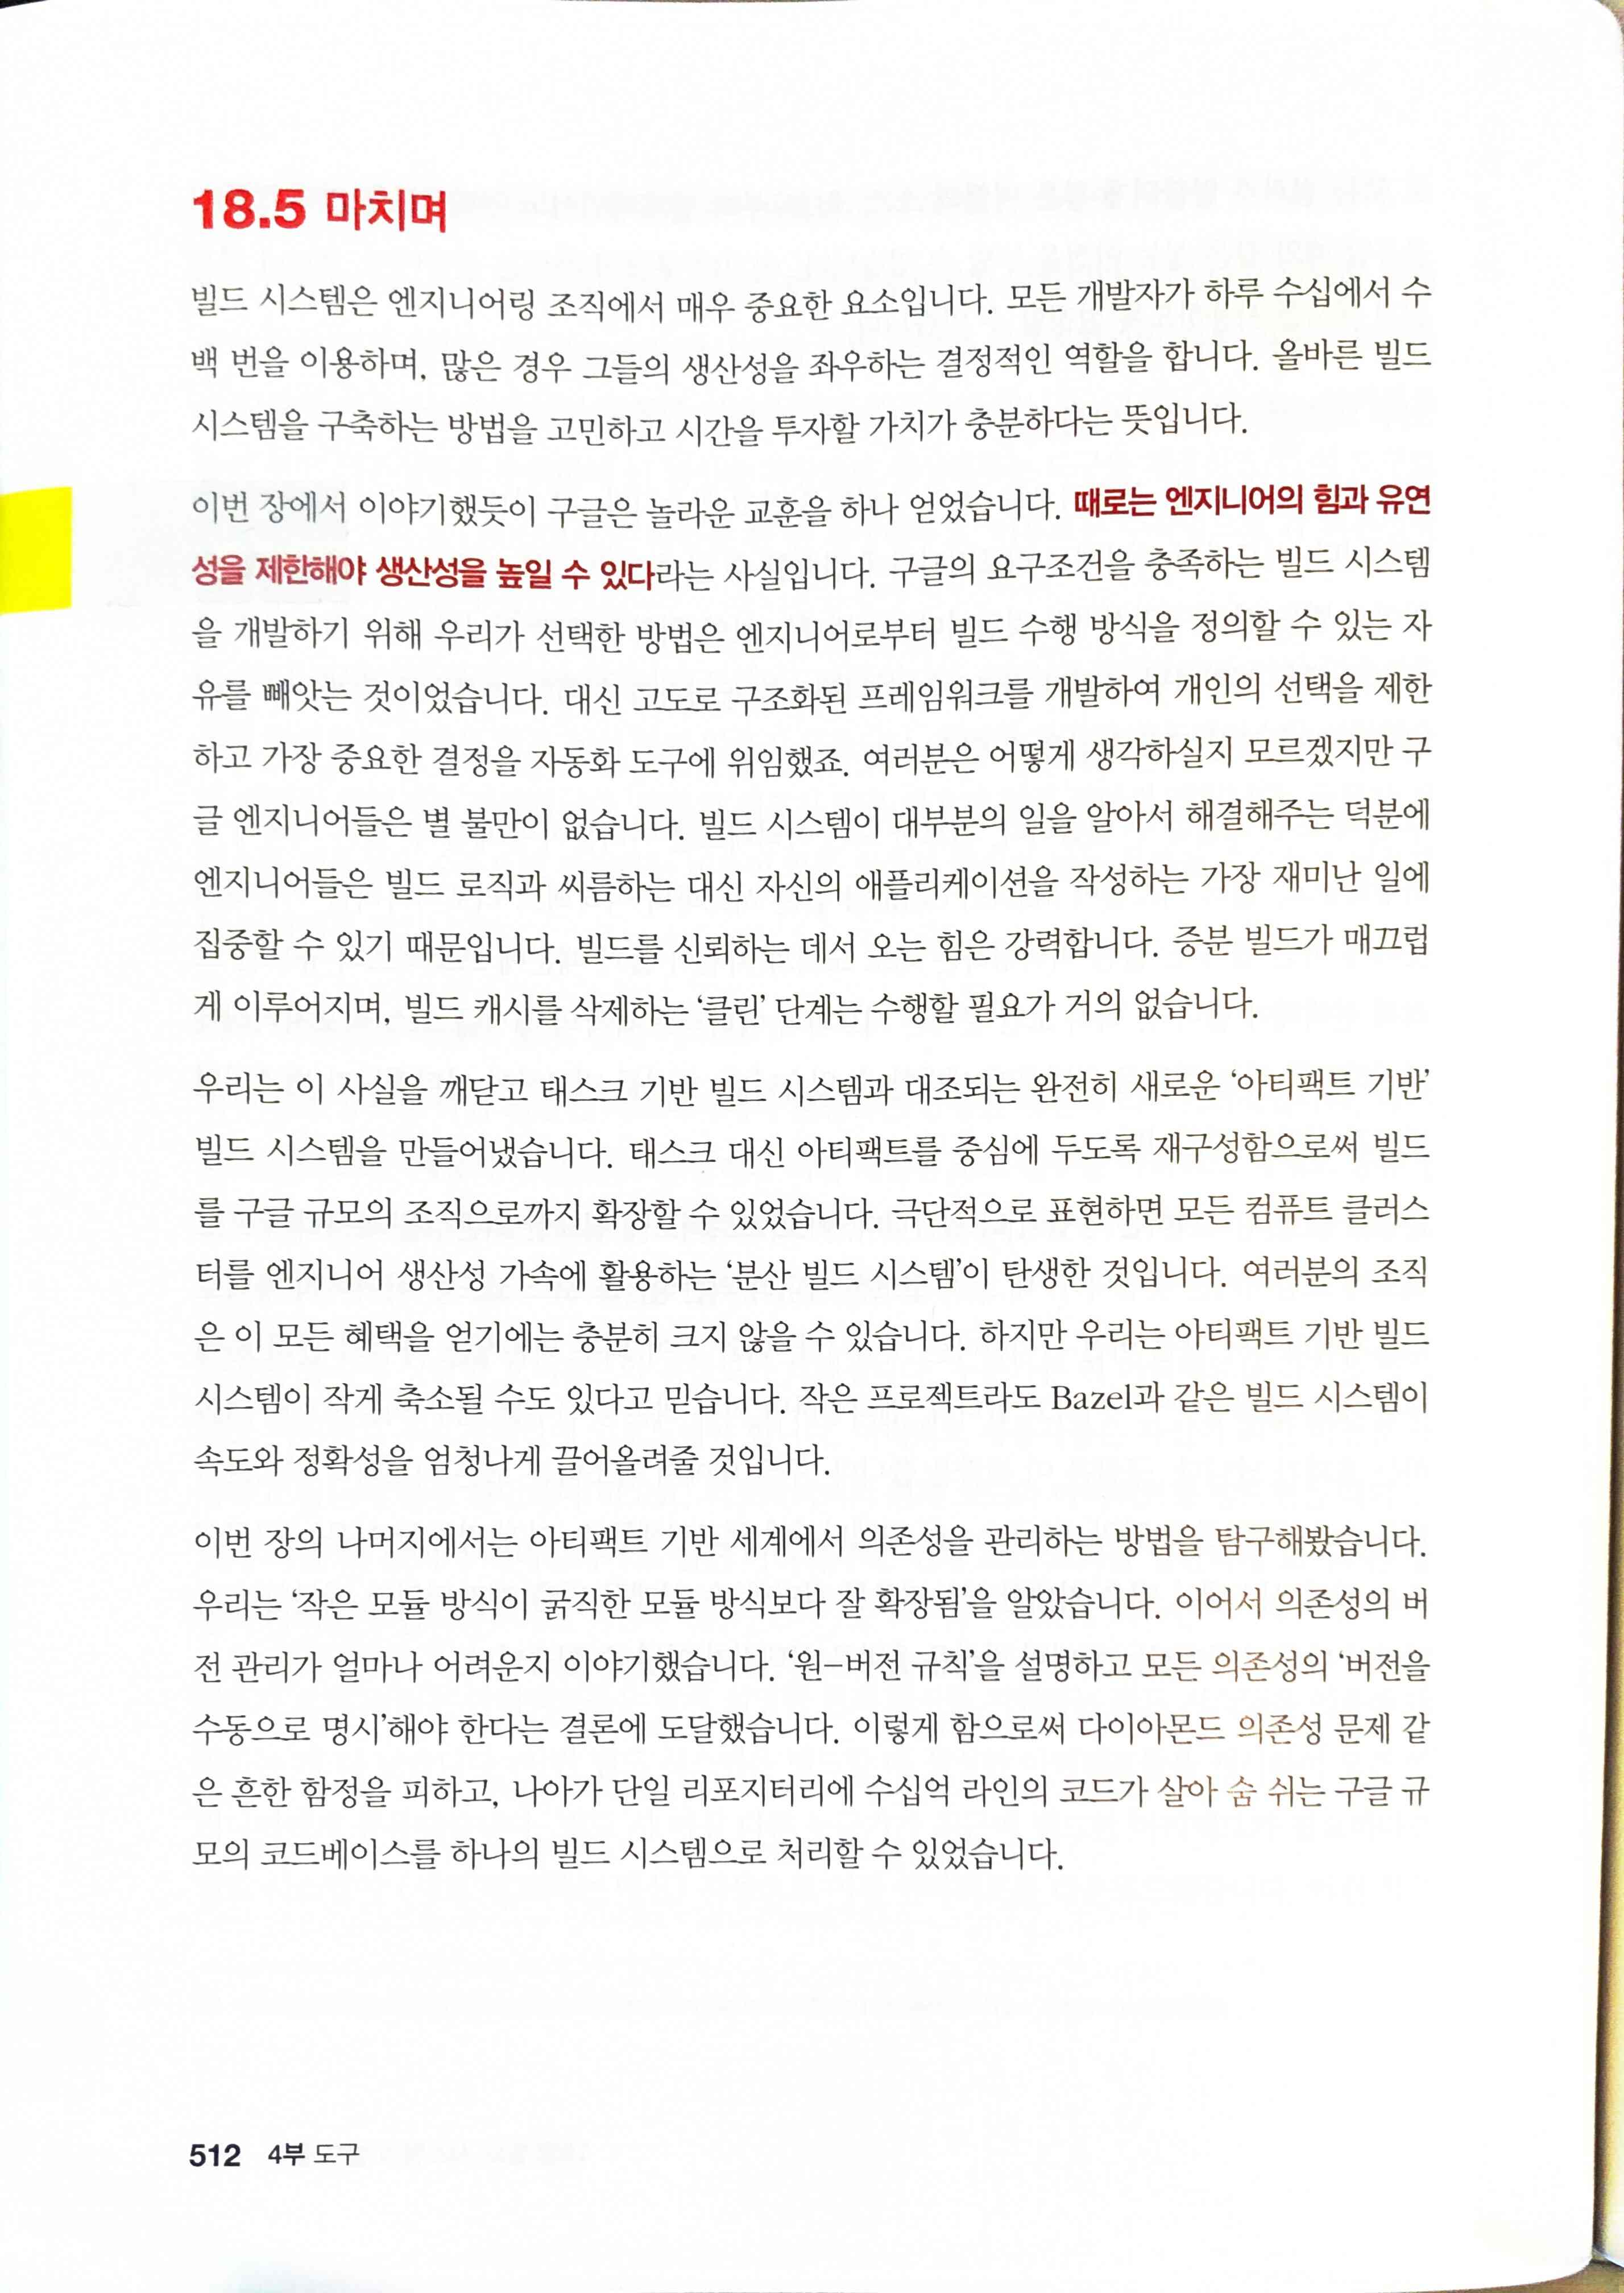 18.5 마치며
빌드 시스템은 엔지니어링 조직에서 매우 중요한 요소입니다. 모든 개발자가 하루 수십에서 수
백 번을 이용하며, 많은 경우 그들의 생산성을 좌우하는 결정적인 역할을 합니다. 올바른 빌드
시스템을 구축하는 방법을 고민하고 시간을 투자할 가치가 충분하다는 뜻입니다.
이번 장에서 이야기했듯이 구글은 놀라운 교훈을 하나 얻었습니다. 때로는 엔지니어의 힘과 유연
성을 제한해야 생산성을 높일 수 있다라는 사실입니다. 구글의 요구조건을 충족하는 빌드 시스템
을 개발하기 위해 우리가 선택한 방법은 엔지니어로부터 빌드 수행 방식을 정의할 수 있는 자
유를 빼앗는 것이었습니다. 대신 고도로 구조화된 프레임워크를 개발하여 개인의 선택을 제한
하고 가장 중요한 결정을 자동화 도구에 위임했죠. 여러분은 어떻게 생각하실지 모르겠지만 구
글 엔지니어들은 별 불만이 없습니다. 빌드 시스템이 대부분의 일을 알아서 해결해주는 덕분에
엔지니어들은 빌드 로직과 씨름하는 대신 자신의 애플리케이션을 작성하는 가장 재미난 일에
집중할 수 있기 때문입니다. 빌드를 신뢰하는 데서 오는 힘은 강력합니다. 증분 빌드가 매끄럽
게 이루어지며, 빌드 캐시를 삭제하는 ‘클린’ 단계는 수행할 필요가 거의 없습니다.
우리는 이 사실을 깨닫고 태스크 기반 빌드 시스템과 대조되는 완전히 새로운 ‘아티팩트 기반’
빌드 시스템을 만들어냈습니다. 태스크 대신 아티팩트를 중심에 두도록 재구성함으로써 빌드
를 구글 규모의 조직으로까지 확장할 수 있었습니다. 극단적으로 표현하면 모든 컴퓨트 클러스
터를 엔지니어 생산성 가속에 활용하는 ‘분산 빌드 시스템’이 탄생한 것입니다. 여러분의 조직
은 이 모든 혜택을 얻기에는 충분히 크지 않을 수 있습니다. 하지만 우리는 아티팩트 기반 빌드
시스템이 작게 축소될 수도 있다고 믿습니다. 작은 프로젝트라도 Bazel과 같은 빌드 시스템이
속도와 정확성을 엄청나게 끌어올려줄 것입니다.
이번 장의 나머지에서는 아티팩트 기반 세계에서 의존성을 관리하는 방법을 탐구해봤습니다.
우리는 ‘작은 모듈 방식이 굵직한 모듈 방식보다 잘 확장됨’을 알았습니다. 이어서 의존성의 버
전 관리가 얼마나 어려운지 이야기했습니다. ‘원–버전 규칙’을 설명하고 모든 의존성의 ‘버전을
수동으로 명시’해야 한다는 결론에 도달했습니다. 이렇게 함으로써 다이아몬드 의존성 문제 같
은 흔한 함정을 피하고, 나아가 단일 리포지터리에 수십억 라인의 코드가 살아 숨 쉬는 구글 규
모의 코드베이스를 하나의 빌드 시스템으로 처리할 수 있었습니다.
512 4부 도구